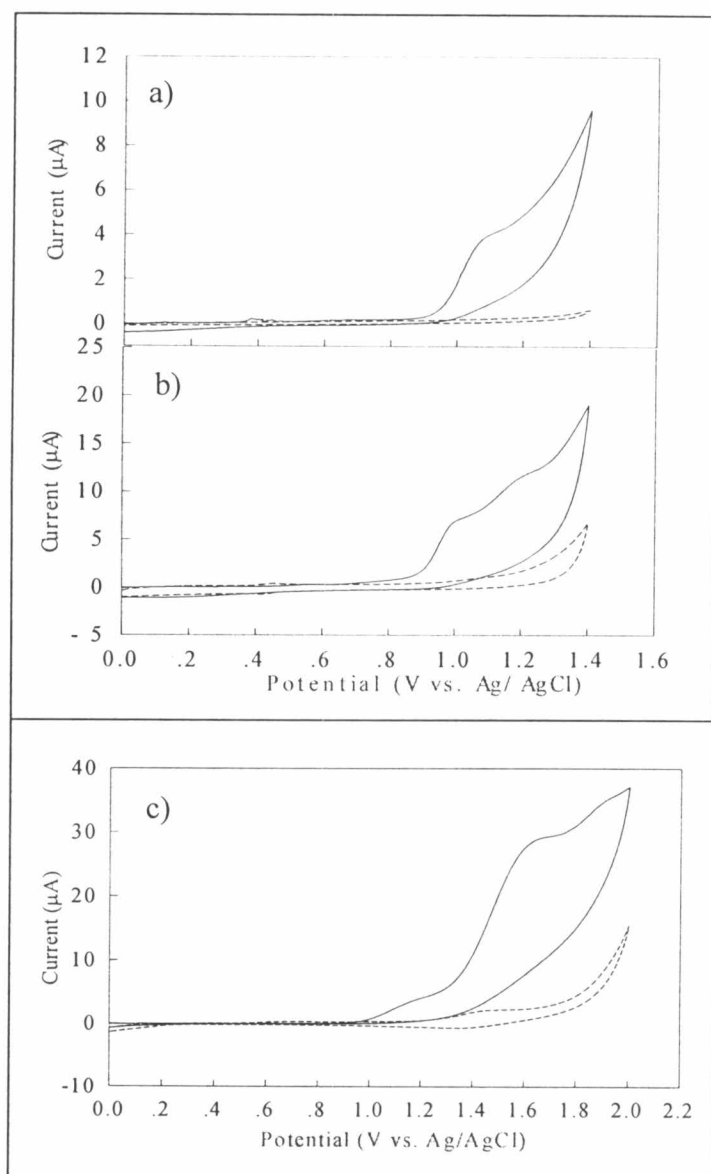 a)
12
10
8
6
4
2
0
Current (µA)
b)
25
20
15
10
5
0
- 5
Current (µA)
0.0 .2 .4 .6 .8 1.0 1.2 1.4 1.6
Potential (V vs. Ag/ AgCl)
c)
40
30
20
10
0
-10
Current (µA)
0.0 .2 .4 .6 .8 1.0 1.2 1.4 1.6 1.8 2.0 2.2
Potential (V vs. Ag/AgCl)